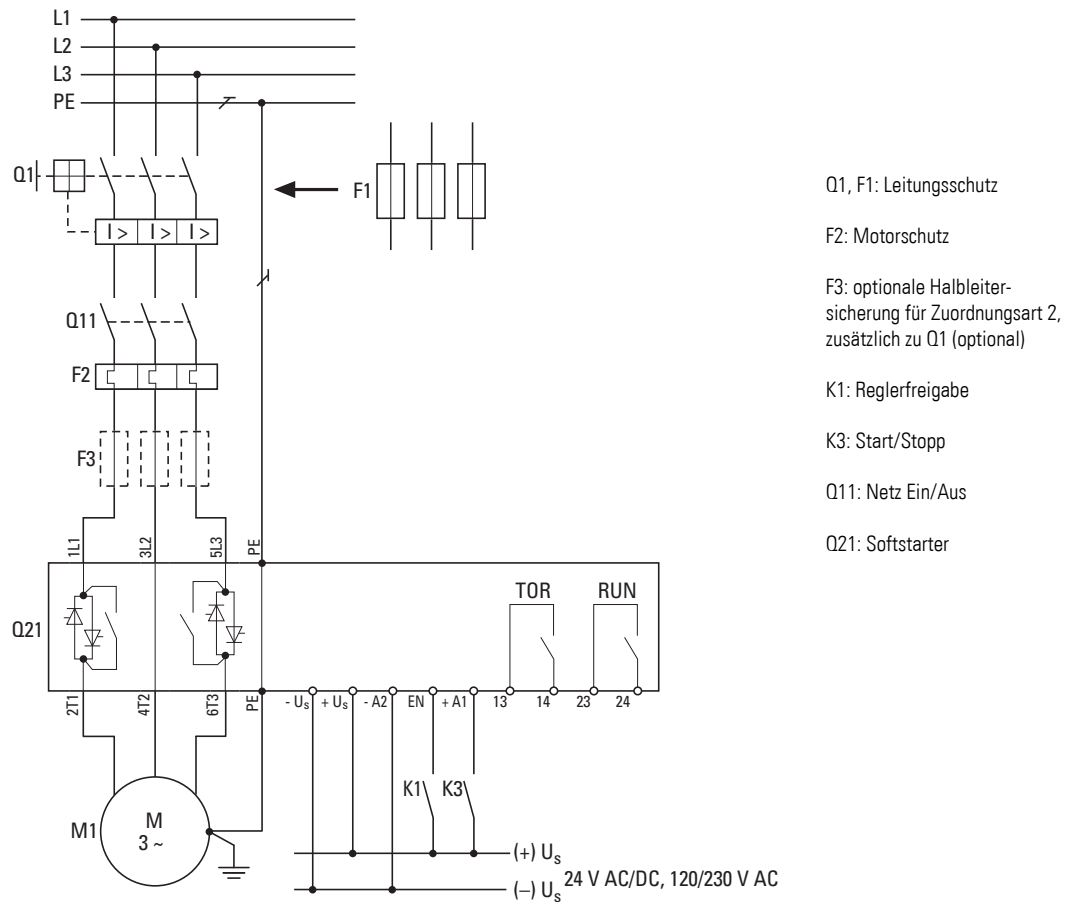 L1
L2
L3
PE
Q1
I > I > I >
F1
Q11
F2
F3
1L1 3L2 5L3 PE
TOR RUN
Q21
2T1 4T2 6T3 PE
- Us + Us - A2 EN + A1 13 14 23 24
K1 K3
M1
M
3 ~
(+) Us
(–) Us 24 V AC/DC, 120/230 V AC
Q1, F1: Leitungsschutz
F2: Motorschutz
F3: optionale Halbleiter-
sicherung für Zuordnungsart 2,
zusätzlich zu Q1 (optional)
K1: Reglerfreigabe
K3: Start/Stopp
Q11: Netz Ein/Aus
Q21: Softstarter